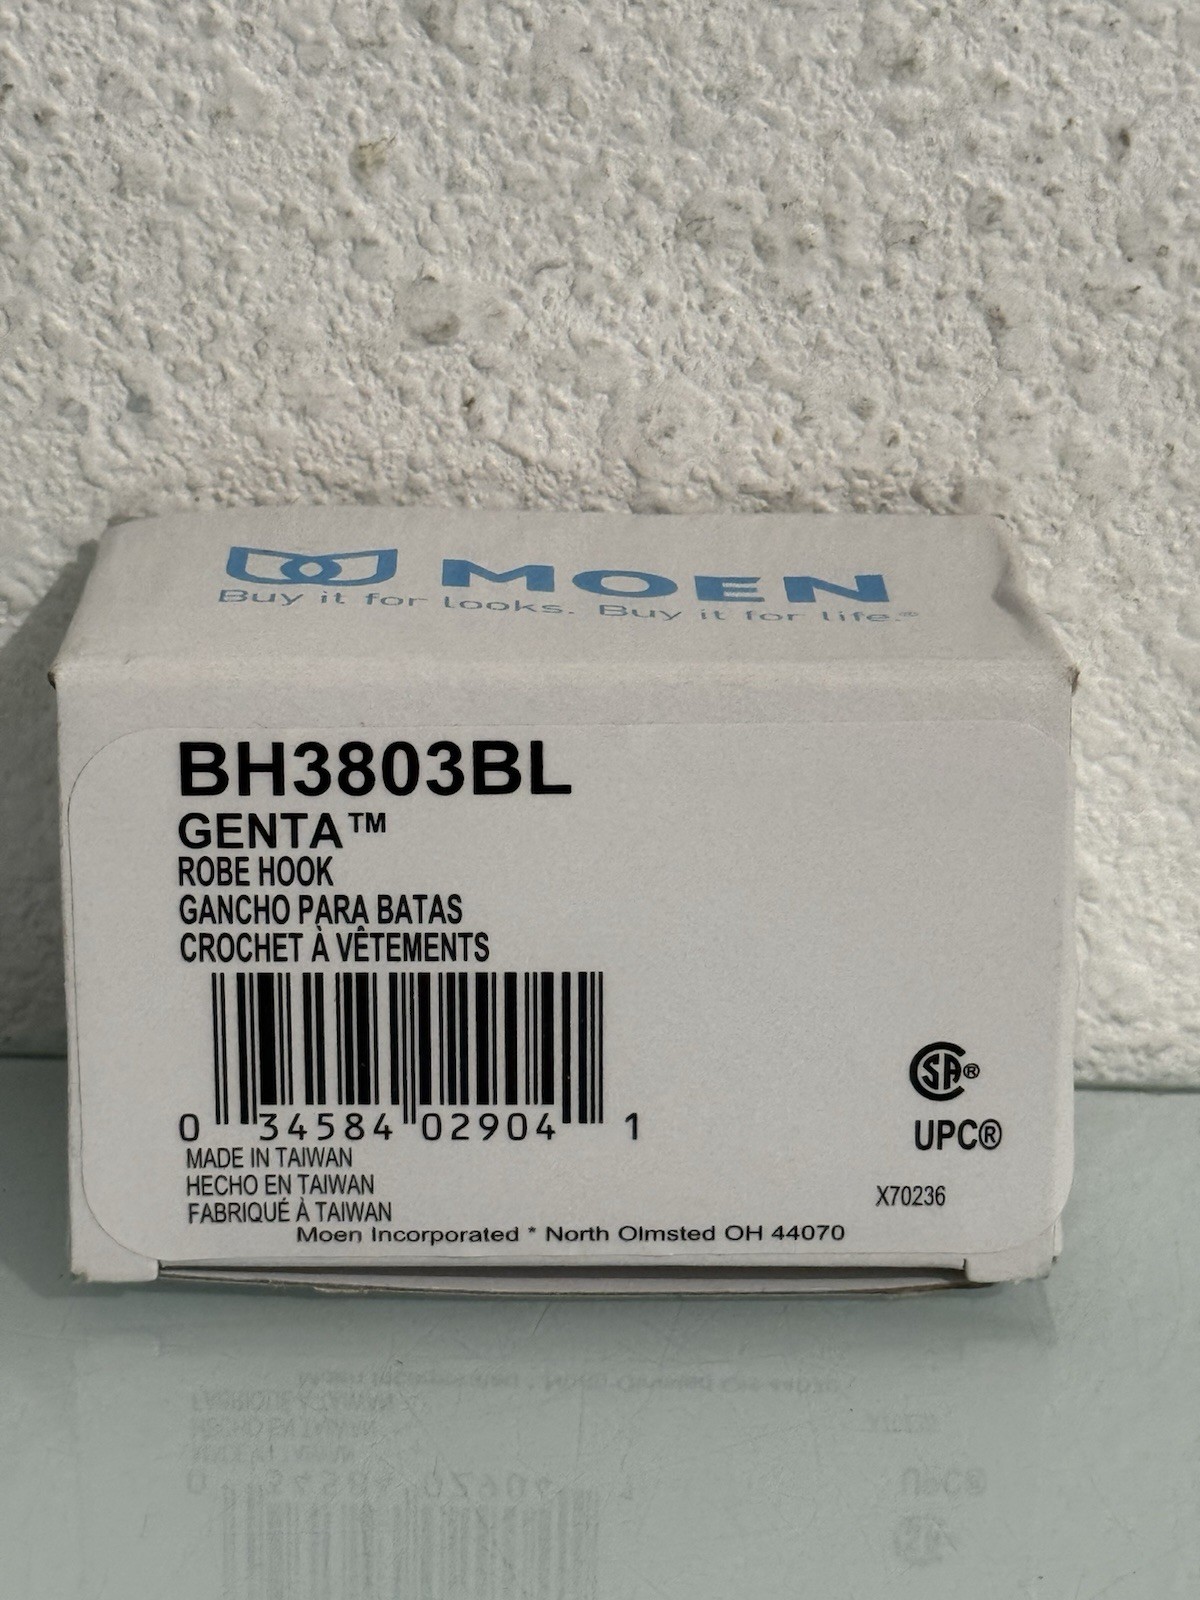 MOEN
Buy it for looks. Buy it for life.®
BH3803BL
GENTA™
ROBE HOOK
GANCHO PARA BATAS
CROCHET À VÊTEMENTS
0 34584 02904 1
MADE IN TAIWAN
HECHO EN TAIWAN
FABRIQUÉ À TAIWAN
Moen Incorporated * North Olmsted OH 44070
SA®
UPC®
X70236